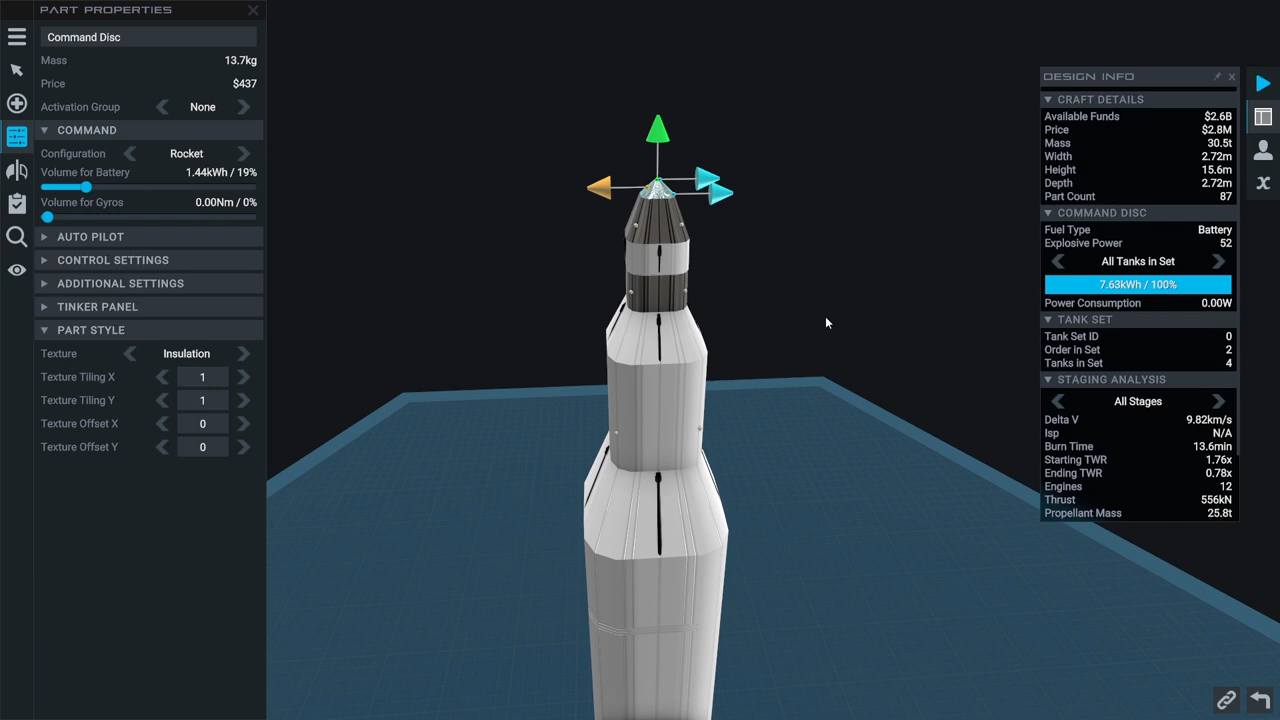 PART PROPERTIES
Command Disc
Mass 13.7kg
Price $437
Activation Group None
COMMAND
Configuration Rocket
Volume for Battery 1.44kWh / 19%
Volume for Gyros 0.00Nm / 0%
AUTO PILOT
CONTROL SETTINGS
ADDITIONAL SETTINGS
TINKER PANEL
PART STYLE
Texture Insulation
Texture Tiling X 1
Texture Tiling Y 1
Texture Offset X 0
Texture Offset Y 0
DESIGN INFO
CRAFT DETAILS
Available Funds $2.6B
Price $2.8M
Mass 30.5t
Width 2.72m
Height 15.6m
Depth 2.72m
Part Count 87
COMMAND DISC
Fuel Type Battery
Explosive Power 52
All Tanks in Set
7.63kWh / 100%
Power Consumption 0.00W
TANK SET
Tank Set ID 0
Order in Set 2
Tanks in Set 4
STAGING ANALYSIS
All Stages
Delta V 9.82km/s
Isp N/A
Burn Time 13.6min
Starting TWR 1.76x
Ending TWR 0.78x
Engines 12
Thrust 556kN
Propellant Mass 25.8t